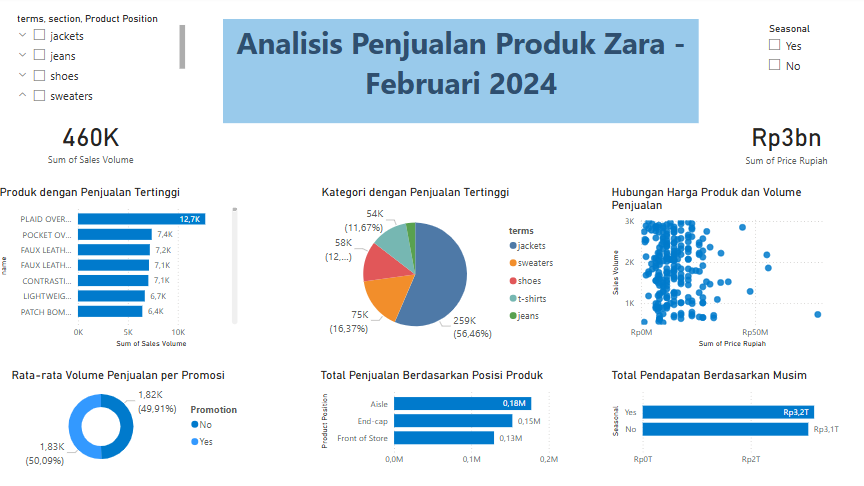 terms, section, Product Position
jackets
jeans
shoes
sweaters
Analisis Penjualan Produk Zara -
Februari 2024
Seasonal
Yes
No
460K
Sum of Sales Volume
Rp3bn
Sum of Price Rupiah
Produk dengan Penjualan Tertinggi
name
PLAID OVER...
12,7K
POCKET OV...
7,4K
FAUX LEATH...
7,2K
FAUX LEATH...
7,1K
CONTRASTI...
7,1K
LIGHTWEIG...
6,7K
PATCH BOM...
6,4K
0K 5K 10K
Sum of Sales Volume
Kategori dengan Penjualan Tertinggi
54K
(11,67%)
58K
(12,...)
75K
(16,37%)
259K
(56,46%)
terms
jackets
sweaters
shoes
t-shirts
jeans
Hubungan Harga Produk dan Volume
Penjualan
Sales Volume
3K
2K
1K
Rp0M Rp50M
Sum of Price Rupiah
Rata-rata Volume Penjualan per Promosi
1,82K
(49,91%)
1,83K
(50,09%)
Promotion
No
Yes
Total Penjualan Berdasarkan Posisi Produk
Product Position
Aisle
0,18M
End-cap
0,15M
Front of Store
0,13M
0,0M 0,1M 0,2M
Total Pendapatan Berdasarkan Musim
Seasonal
Yes
Rp3,2T
No
Rp3,1T
Rp0T Rp2T